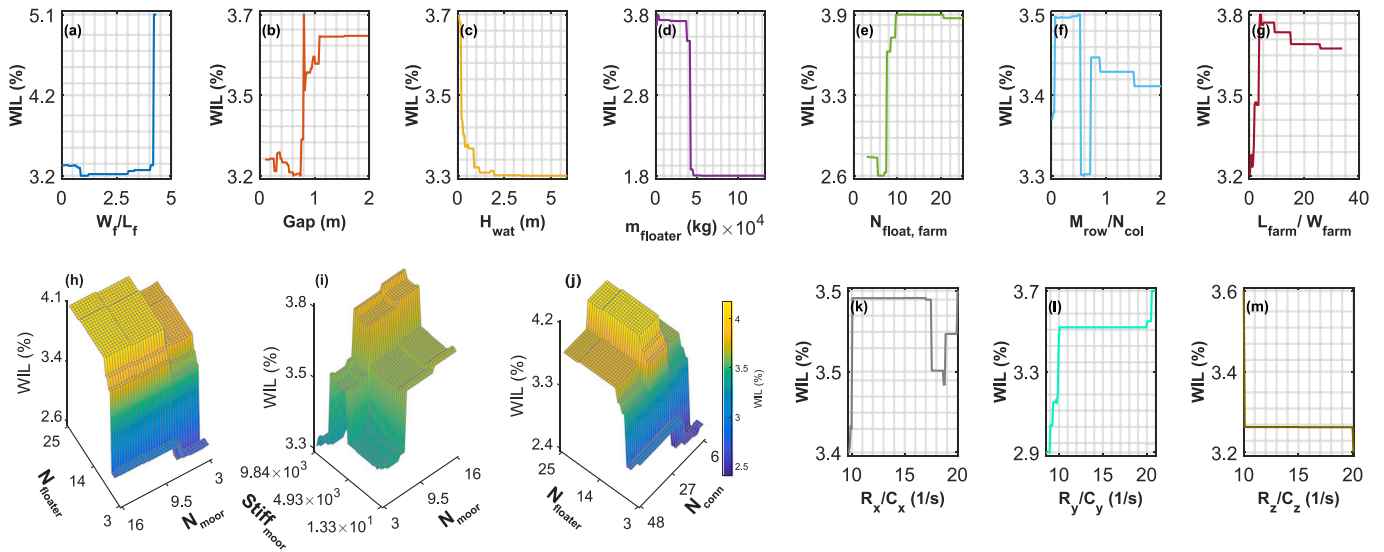 (a)
WIL (%)
5.1
4.2
3.2
0
2.5
5
W_f/L_f
(b)
WIL (%)
3.7
3.5
3.2
0
1
2
Gap (m)
(c)
WIL (%)
3.7
3.7
3.3
0
2.5
5
H_wat (m)
(d)
WIL (%)
3.8
2.8
1.8
0
5
10
m_floater (kg) ×10^4
(e)
WIL (%)
3.9
3.3
2.6
0
10
20
N_float, farm
(f)
WIL (%)
3.5
3.4
3.3
0
1
2
M_row/N_col
(g)
WIL (%)
3.8
3.5
3.2
0
20
40
L_farm/ W_farm
(h)
WIL (%)
4.1
3.4
2.6
25
14
3
N_floater
16
9.5
3
N_moor
(i)
WIL (%)
3.8
3.5
3.3
9.84×10^3
4.93×10^3
1.33×10^1
Stiff_moor
3
9.5
16
N_moor
(j)
WIL (%)
4.2
3.3
2.4
25
14
3
N_floater
48
27
6
N_conn
4
3.5
3
2.5
WIL (%)
(k)
WIL (%)
3.5
3.5
3.4
10
20
R_x/C_x (1/s)
(l)
WIL (%)
3.7
3.5
3.1
2.9
10
20
R_y/C_y (1/s)
(m)
WIL (%)
3.6
3.4
3.26
3.2
10
20
R_z/C_z (1/s)